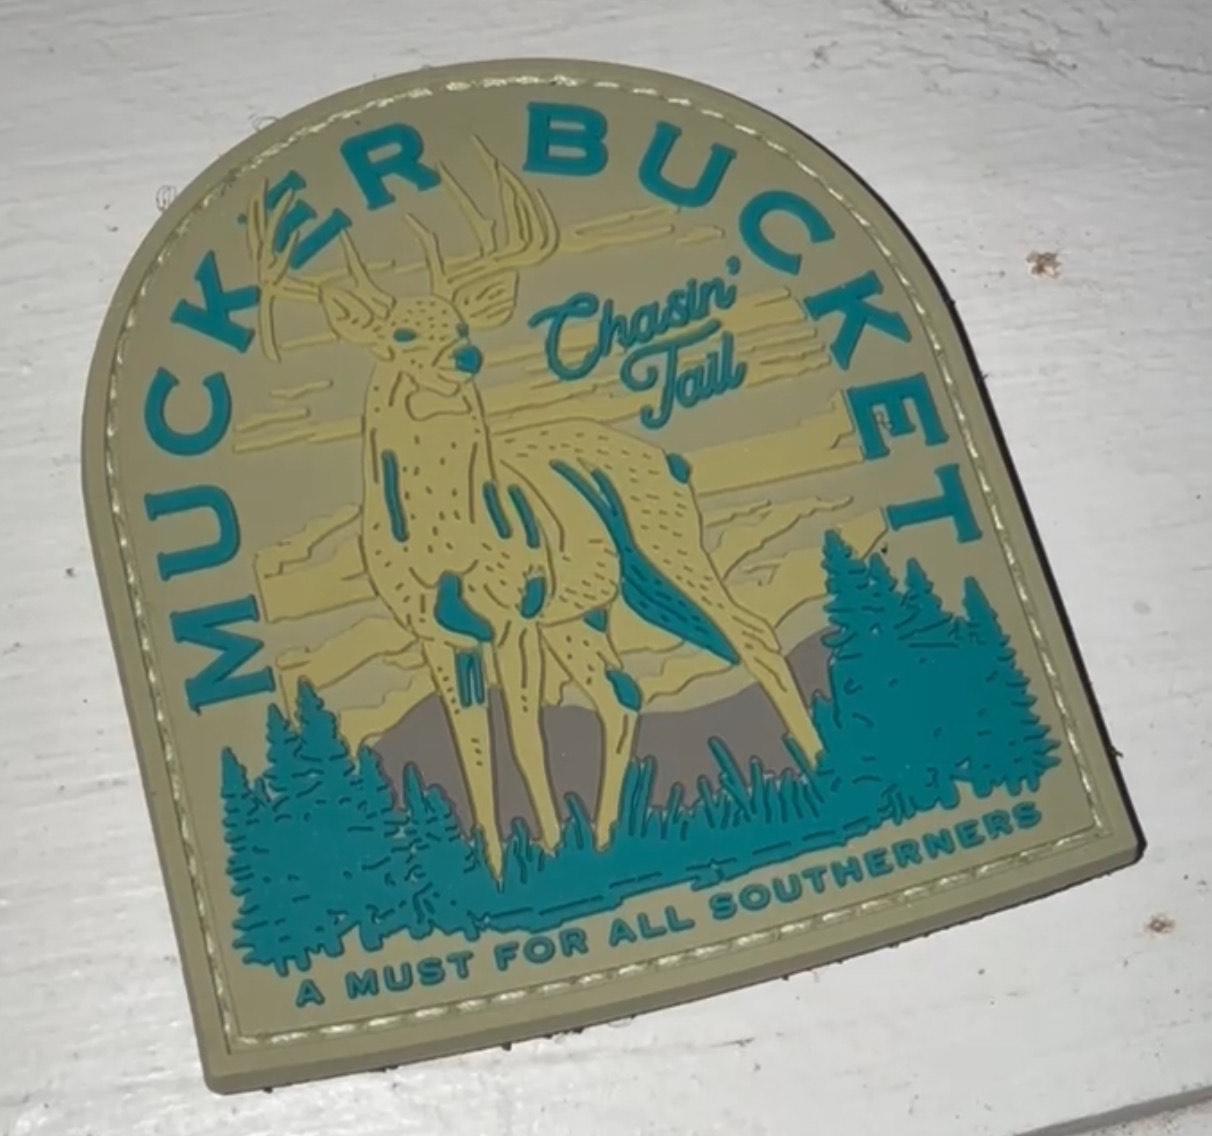 MUCKER BUCKET
Chasin'
Tail
A MUST FOR ALL SOUTHERNERS